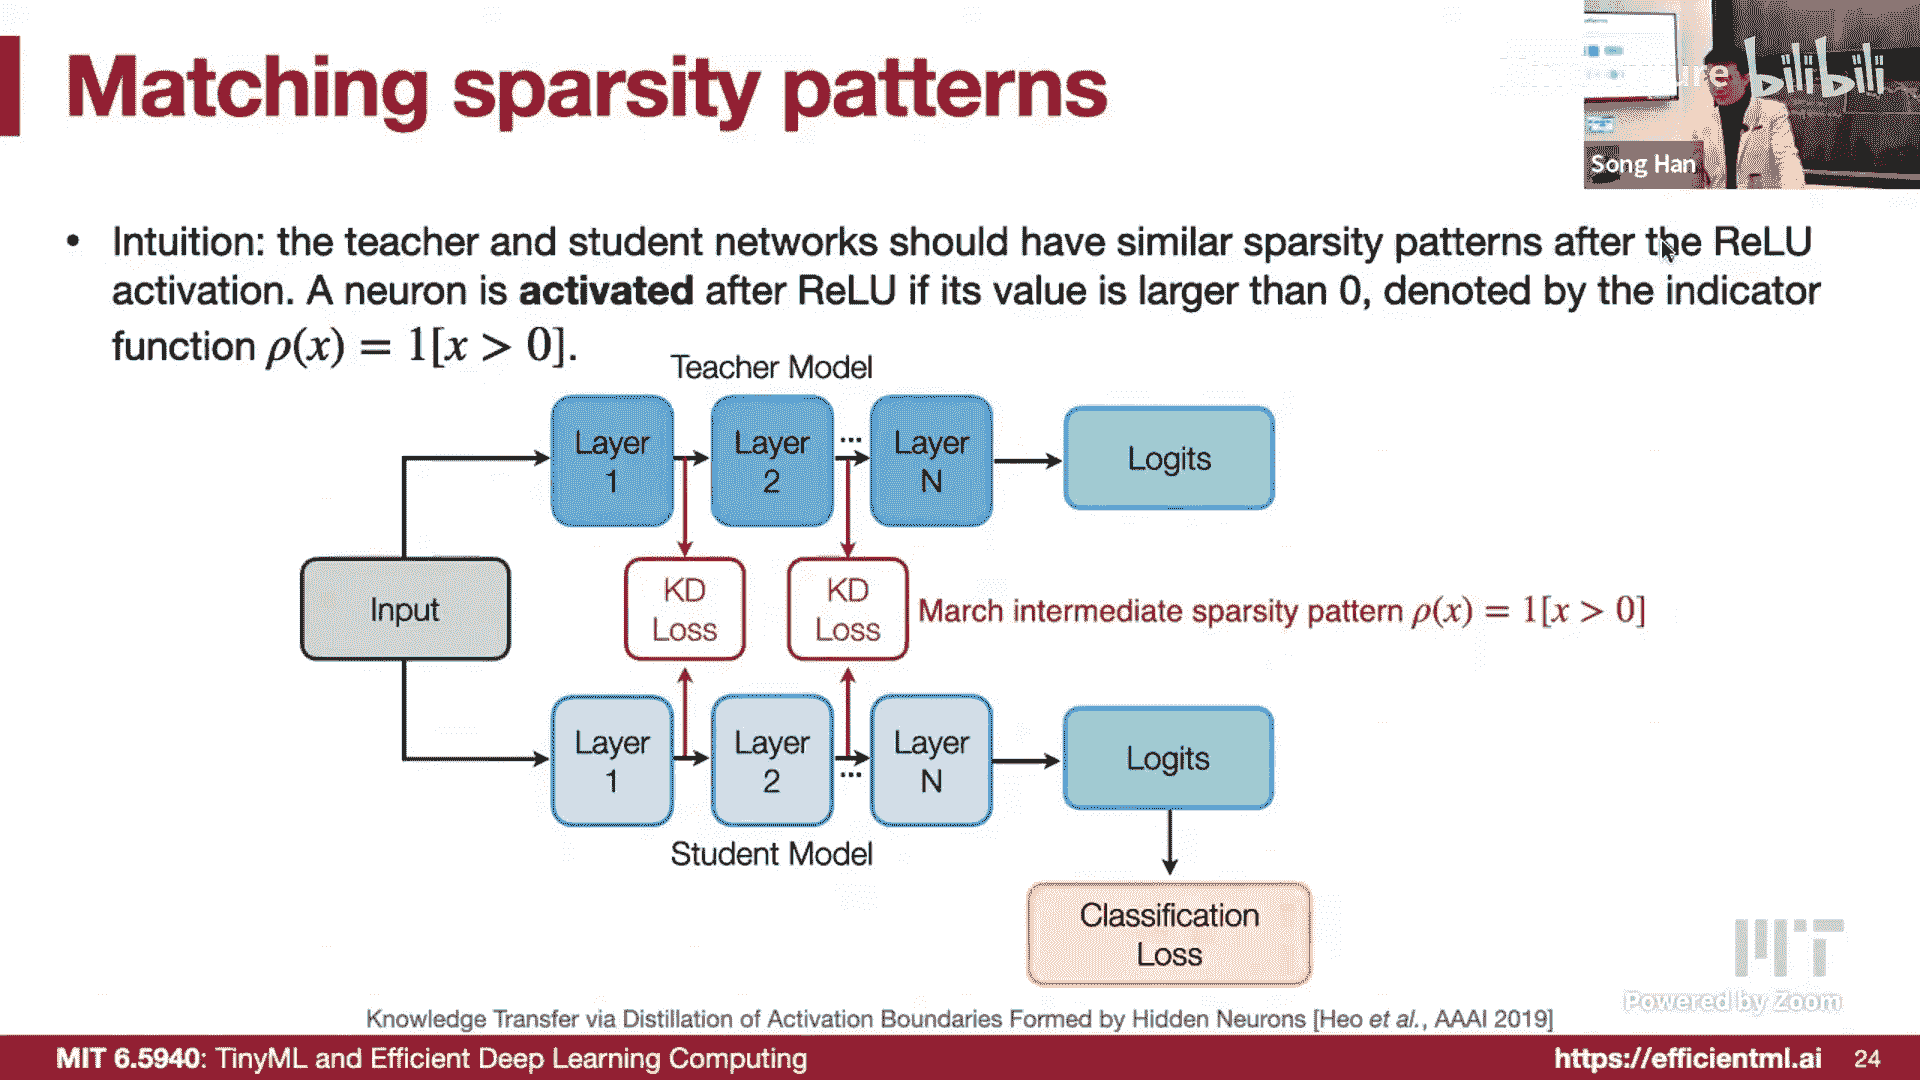 Matching sparsity patterns
bilibili
Song Han
• Intuition: the teacher and student networks should have similar sparsity patterns after the ReLU
activation. A neuron is activated after ReLU if its value is larger than 0, denoted by the indicator
function ρ(x) = 1[x > 0].
Teacher Model
Layer
1
Layer
2
...
Layer
N
Logits
Input
KD
Loss
KD
Loss
March intermediate sparsity pattern ρ(x) = 1[x > 0]
Layer
1
Layer
2
...
Layer
N
Logits
Student Model
Classification
Loss
MIT
Powered by Zoom
Knowledge Transfer via Distillation of Activation Boundaries Formed by Hidden Neurons [Heo et al., AAAI 2019]
MIT 6.5940: TinyML and Efficient Deep Learning Computing
https://efficientml.ai
24